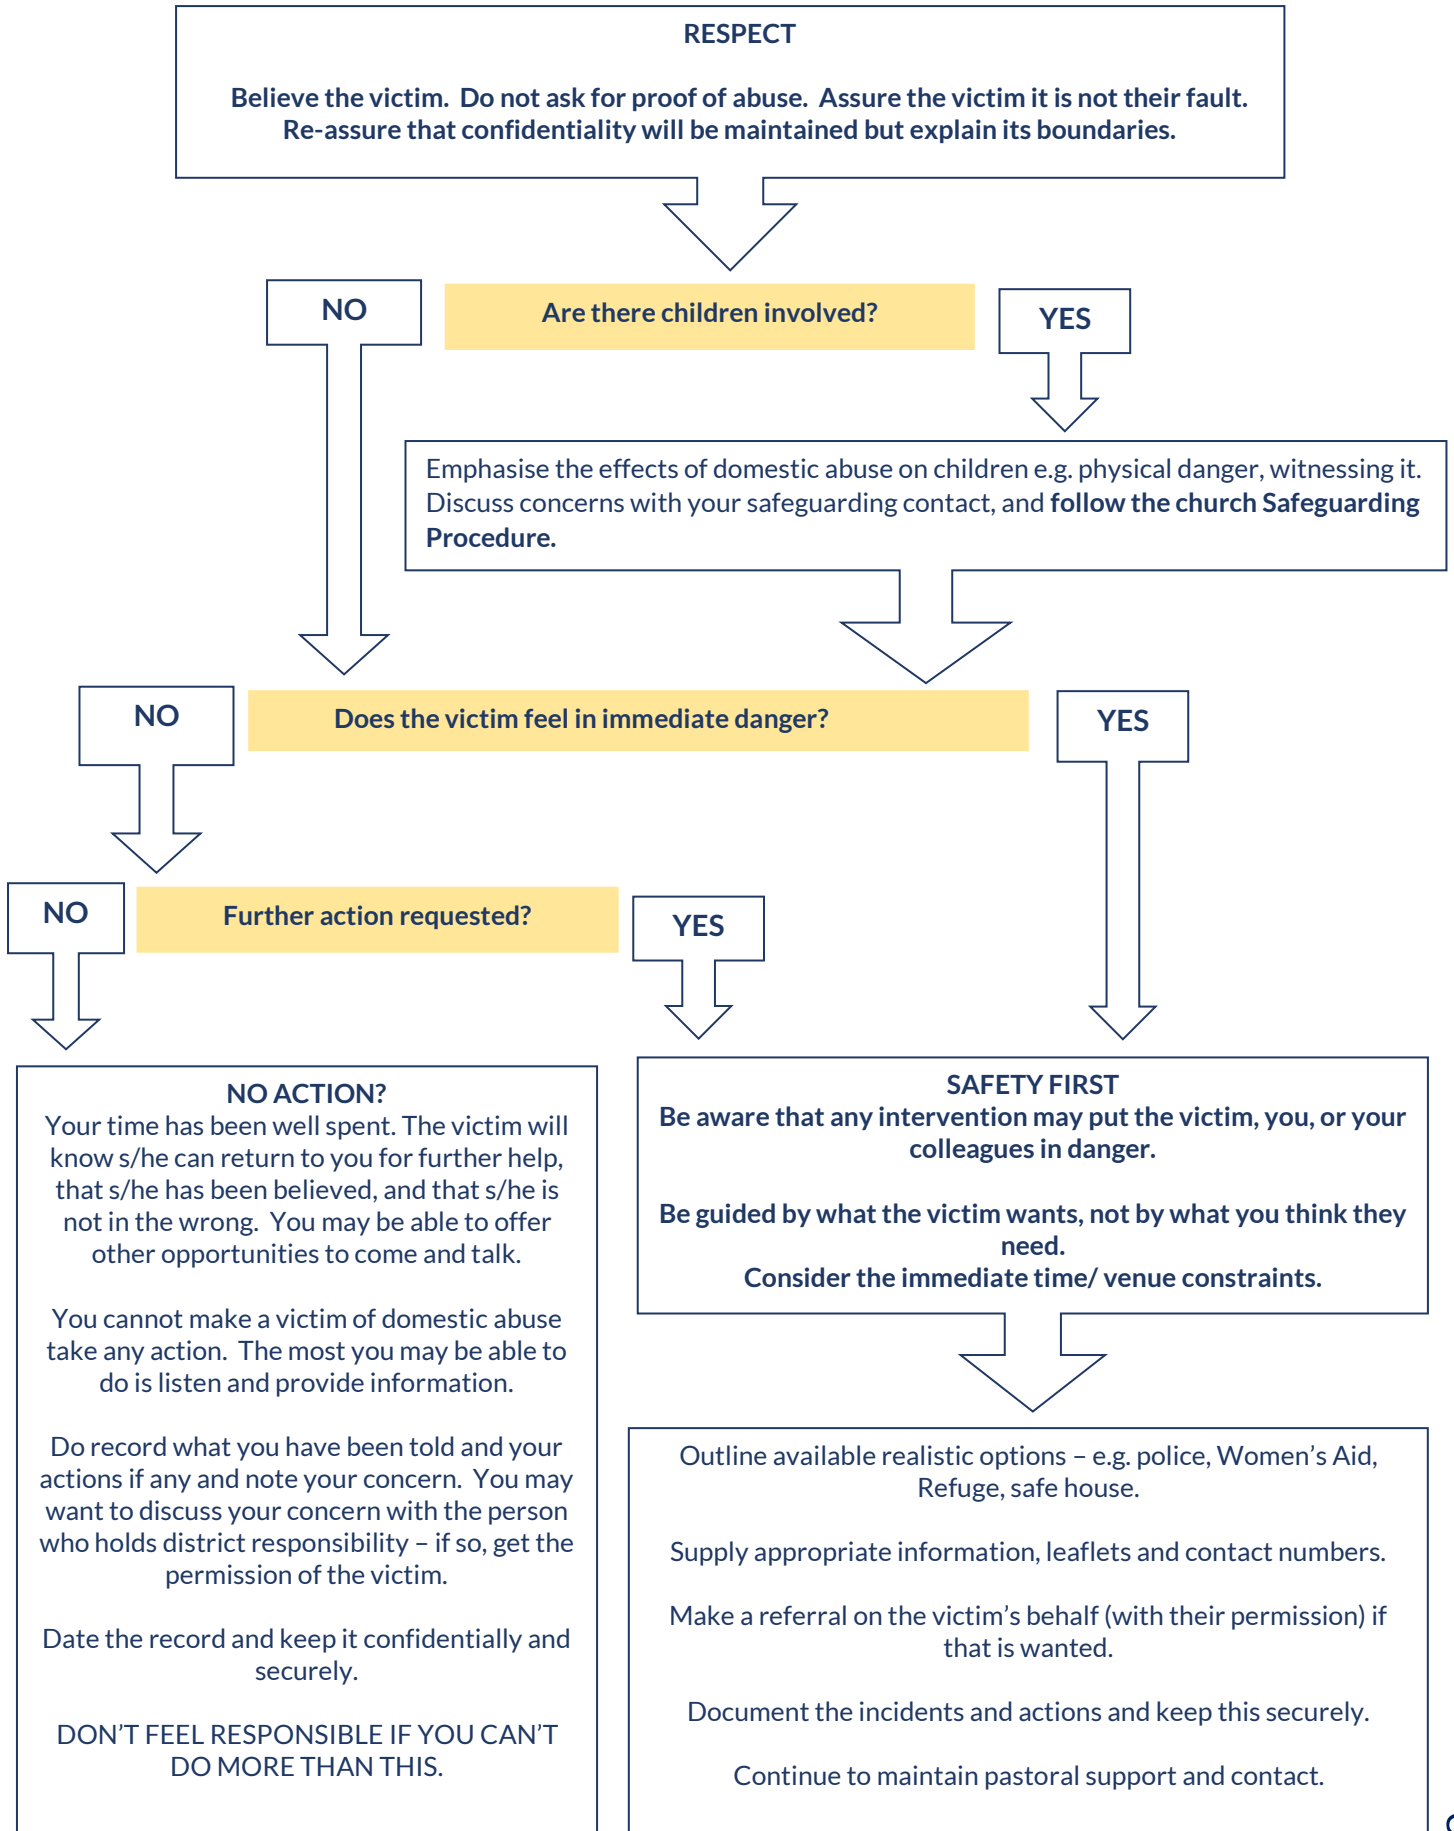 RESPECT
Believe the victim.  Do not ask for proof of abuse.  Assure the victim it is not their fault.
Re-assure that confidentiality will be maintained but explain its boundaries.
NO
Are there children involved?
YES
Emphasise the effects of domestic abuse on children e.g. physical danger, witnessing it.
Discuss concerns with your safeguarding contact, and follow the church Safeguarding
Procedure.
NO
Does the victim feel in immediate danger?
YES
NO
Further action requested?
YES
NO ACTION?
Your time has been well spent. The victim will
know s/he can return to you for further help,
that s/he has been believed, and that s/he is
not in the wrong.  You may be able to offer
other opportunities to come and talk.
You cannot make a victim of domestic abuse
take any action.  The most you may be able to
do is listen and provide information.
Do record what you have been told and your
actions if any and note your concern.  You may
want to discuss your concern with the person
who holds district responsibility – if so, get the
permission of the victim.
Date the record and keep it confidentially and
securely.
DON'T FEEL RESPONSIBLE IF YOU CAN'T
DO MORE THAN THIS.
SAFETY FIRST
Be aware that any intervention may put the victim, you, or your
colleagues in danger.
Be guided by what the victim wants, not by what you think they
need.
Consider the immediate time/ venue constraints.
Outline available realistic options – e.g. police, Women's Aid,
Refuge, safe house.
Supply appropriate information, leaflets and contact numbers.
Make a referral on the victim's behalf (with their permission) if
that is wanted.
Document the incidents and actions and keep this securely.
Continue to maintain pastoral support and contact.